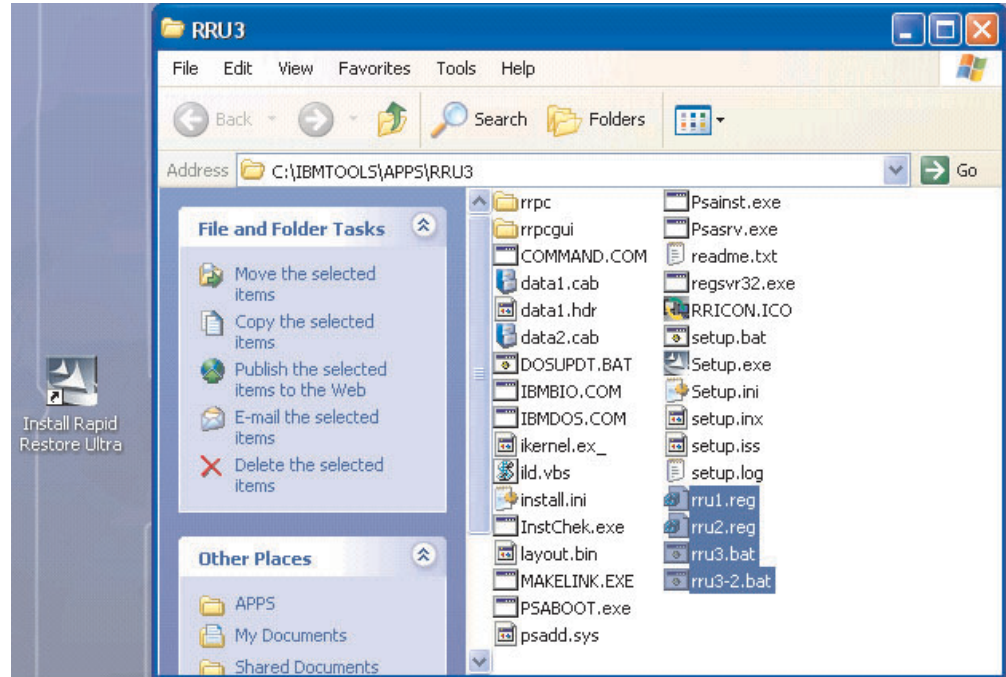 RRU3
File Edit View Favorites Tools Help
Back Search Folders
Address C:\IBMTOOLS\APPS\RRU3 Go
File and Folder Tasks
Move the selected
items
Copy the selected
items
Publish the selected
items to the Web
E-mail the selected
items
Delete the selected
items
Other Places
APPS
My Documents
Shared Documents
rrpc
rrpcgui
COMMAND.COM
data1.cab
data1.hdr
data2.cab
DOSUPDT.BAT
IBMBIO.COM
IBMDOS.COM
ikernel.ex_
ild.vbs
install.ini
InstChek.exe
layout.bin
MAKELINK.EXE
PSABOOT.exe
psadd.sys
Psainst.exe
Psasrv.exe
readme.txt
regsvr32.exe
RRICON.ICO
setup.bat
Setup.exe
Setup.ini
setup.inx
setup.iss
setup.log
rru1.reg
rru2.reg
rru3.bat
rru3-2.bat
Install Rapid
Restore Ultra